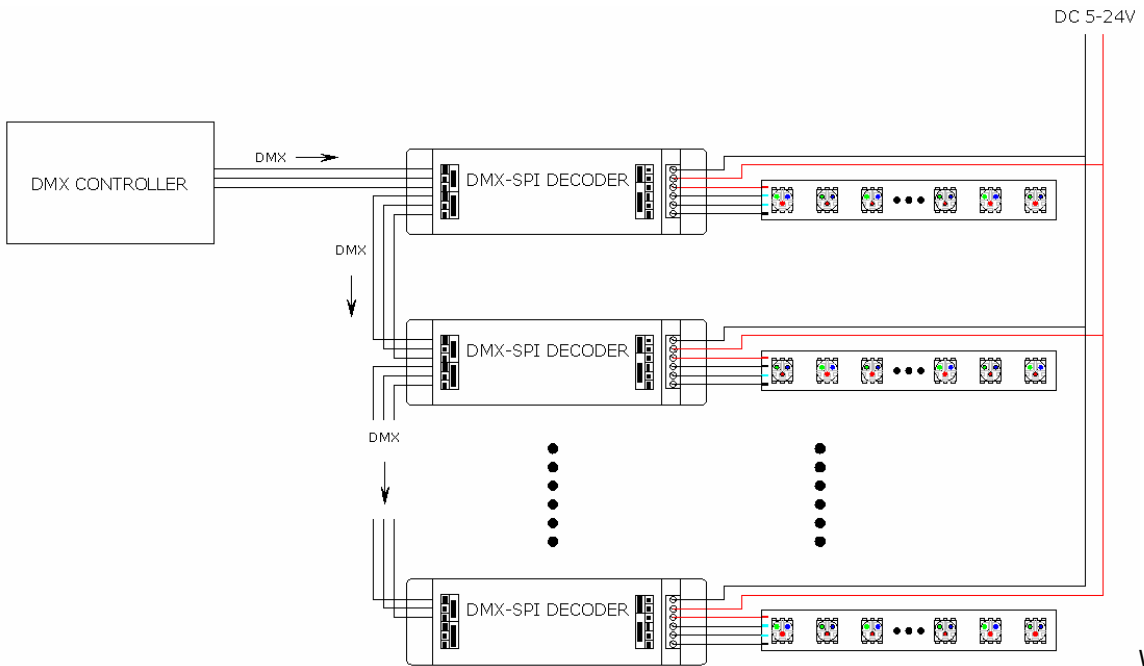 DC 5-24V
DMX
DMX CONTROLLER
DMX-SPI DECODER
DMX
DMX-SPI DECODER
DMX
DMX-SPI DECODER